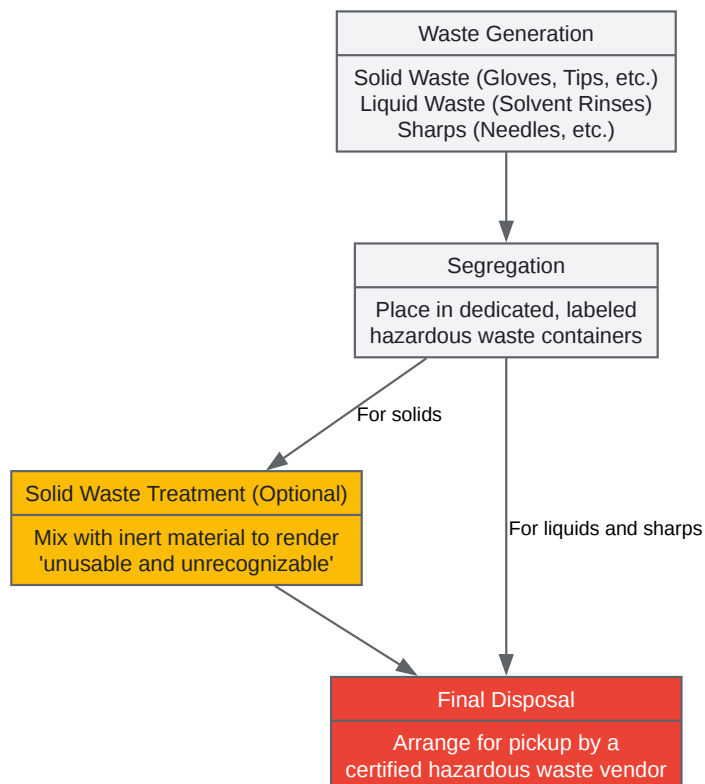 Waste Generation
Solid Waste (Gloves, Tips, etc.)
Liquid Waste (Solvent Rinses)
Sharps (Needles, etc.)
Segregation
Place in dedicated, labeled
hazardous waste containers
For solids
Solid Waste Treatment (Optional)
Mix with inert material to render
'unusable and unrecognizable'
For liquids and sharps
Final Disposal
Arrange for pickup by a
certified hazardous waste vendor